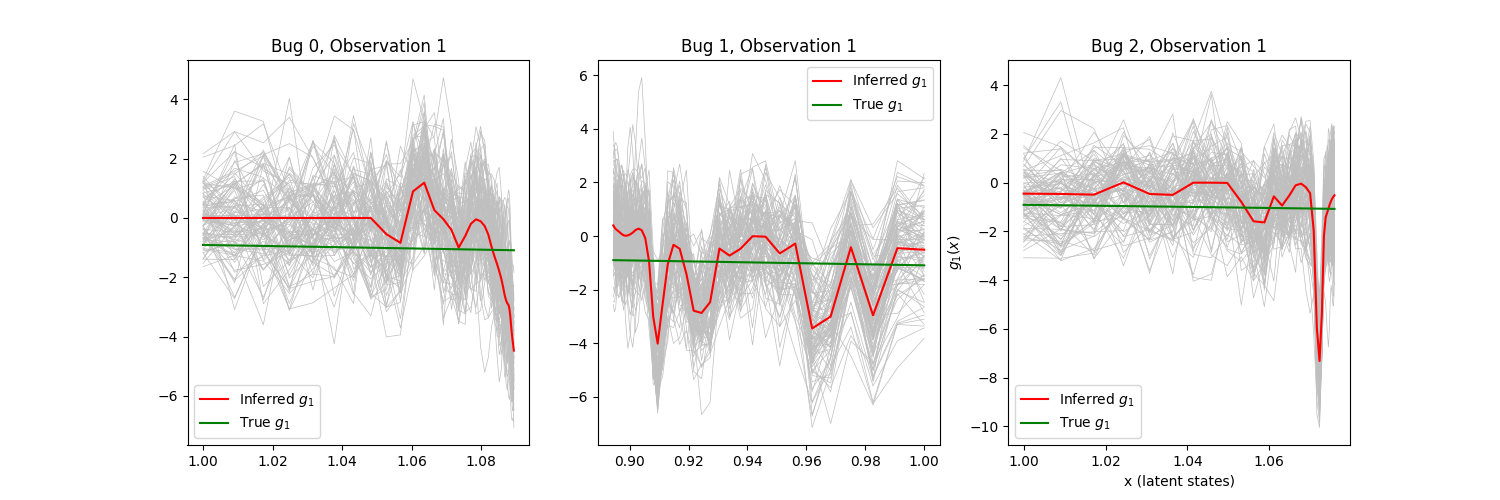 Bug 0, Observation 1
4
2
0
−2
−4
−6
Inferred g₁
True g₁
1.00 1.02 1.04 1.06 1.08
Bug 1, Observation 1
6
4
2
0
−2
−4
−6
Inferred g₁
True g₁
0.90 0.92 0.94 0.96 0.98 1.00
Bug 2, Observation 1
g₁(x)
4
2
0
−2
−4
−6
−8
−10
Inferred g₁
True g₁
1.00 1.02 1.04 1.06
x (latent states)